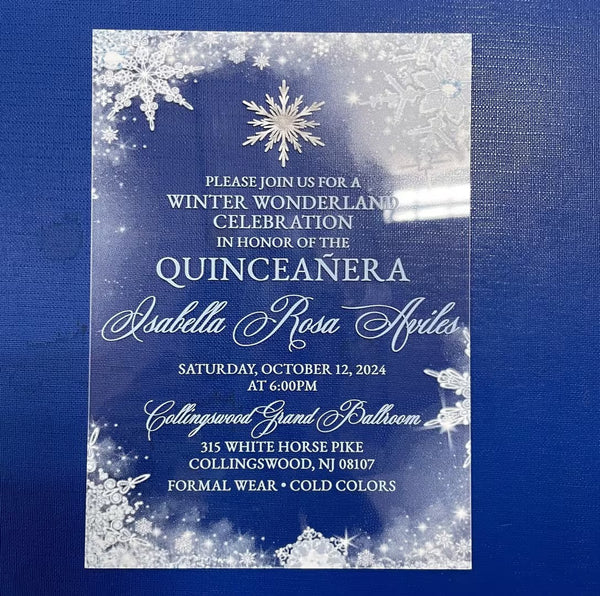 PLEASE JOIN US FOR A
WINTER WONDERLAND
CELEBRATION
IN HONOR OF THE
QUINCEAÑERA
Isabella Rosa Aviles
SATURDAY, OCTOBER 12, 2024
AT 6:00PM
Collingswood Grand Ballroom
315 WHITE HORSE PIKE
COLLINGSWOOD, NJ 08107
FORMAL WEAR • COLD COLORS